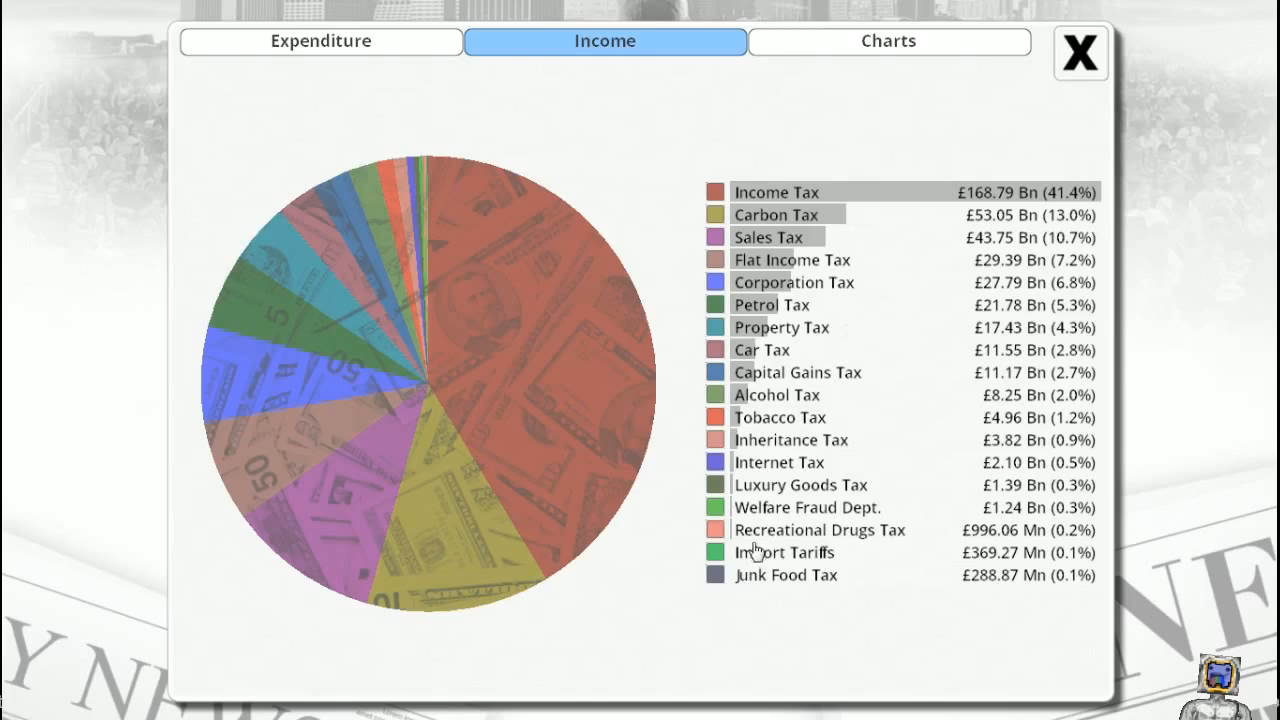 Expenditure
Income
Charts
X
Income Tax £168.79 Bn (41.4%)
Carbon Tax £53.05 Bn (13.0%)
Sales Tax £43.75 Bn (10.7%)
Flat Income Tax £29.39 Bn (7.2%)
Corporation Tax £27.79 Bn (6.8%)
Petrol Tax £21.78 Bn (5.3%)
Property Tax £17.43 Bn (4.3%)
Car Tax £11.55 Bn (2.8%)
Capital Gains Tax £11.17 Bn (2.7%)
Alcohol Tax £8.25 Bn (2.0%)
Tobacco Tax £4.96 Bn (1.2%)
Inheritance Tax £3.82 Bn (0.9%)
Internet Tax £2.10 Bn (0.5%)
Luxury Goods Tax £1.39 Bn (0.3%)
Welfare Fraud Dept. £1.24 Bn (0.3%)
Recreational Drugs Tax £996.06 Mn (0.2%)
Import Tariffs £369.27 Mn (0.1%)
Junk Food Tax £288.87 Mn (0.1%)
5
50
50
10
Y NEWS
NE